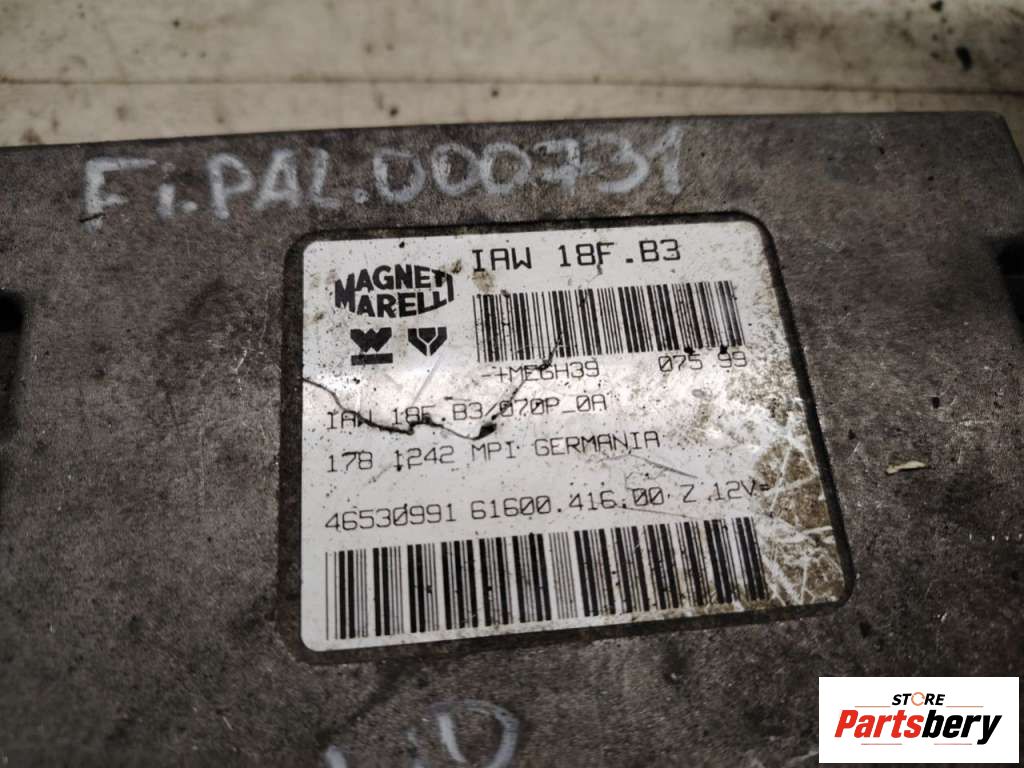 Fi.PAL.000731
IAW 18F.B3
MAGNETI
MARELLI
-+ME6H39 075.99
IAW 18F.B3/070P_0A
178 1242 MPI GERMANIA
46530991 61600.416.00 Z 12V=
STORE
Partsbery